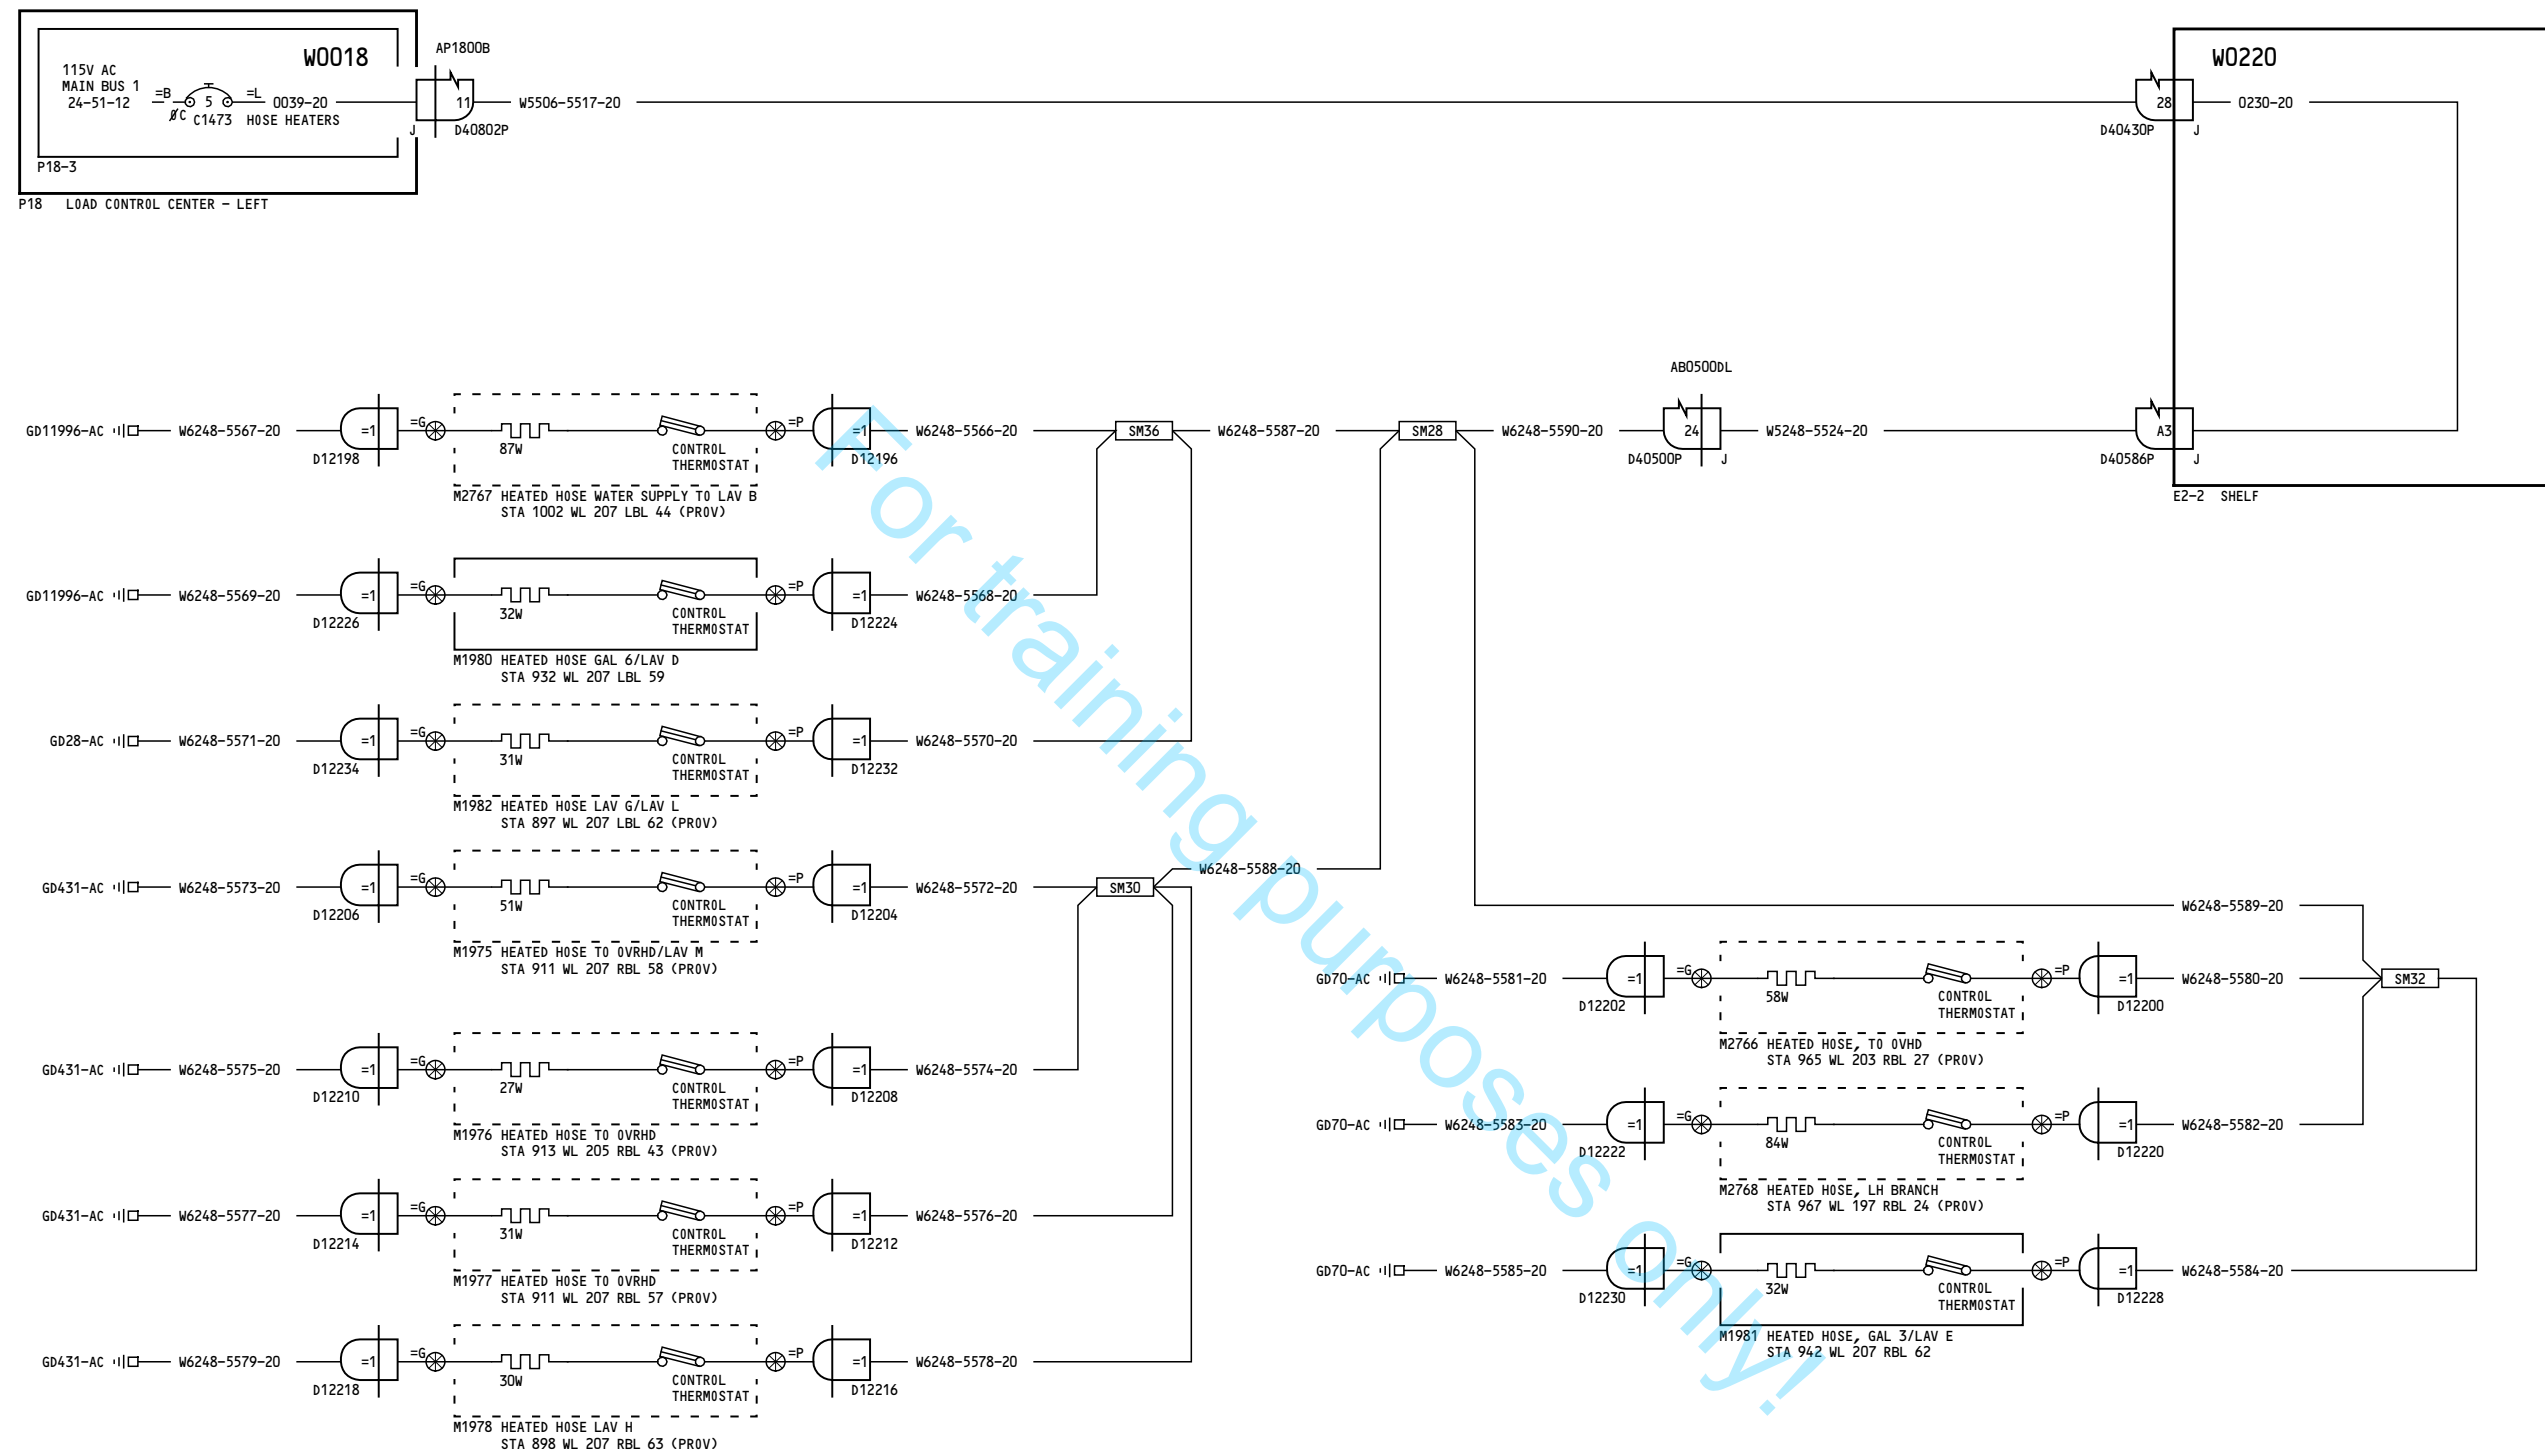 W0018
115V AC
MAIN BUS 1
24-51-12
=B
ØC
5
C1473
=L
0039-20
HOSE HEATERS
P18-3
P18 LOAD CONTROL CENTER - LEFT
AP1800B
J
11
D40802P
W5506-5517-20
W0220
28
D40430P
J
0230-20
AB0500DL
GD11996-AC
W6248-5567-20
=1
D12198
=G
87W
CONTROL
THERMOSTAT
=P
=1
D12196
W6248-5566-20
SM36
W6248-5587-20
SM28
W6248-5590-20
24
D40500P
J
W5248-5524-20
A3
D40586P
J
E2-2 SHELF
M2767 HEATED HOSE WATER SUPPLY TO LAV B
STA 1002 WL 207 LBL 44 (PROV)
GD11996-AC
W6248-5569-20
=1
D12226
=G
32W
CONTROL
THERMOSTAT
=P
=1
D12224
W6248-5568-20
M1980 HEATED HOSE GAL 6/LAV D
STA 932 WL 207 LBL 59
GD28-AC
W6248-5571-20
=1
D12234
=G
31W
CONTROL
THERMOSTAT
=P
=1
D12232
W6248-5570-20
M1982 HEATED HOSE LAV G/LAV L
STA 897 WL 207 LBL 62 (PROV)
GD431-AC
W6248-5573-20
=1
D12206
=G
51W
CONTROL
THERMOSTAT
=P
=1
D12204
W6248-5572-20
SM30
W6248-5588-20
M1975 HEATED HOSE TO OVRHD/LAV M
STA 911 WL 207 RBL 58 (PROV)
GD431-AC
W6248-5575-20
=1
D12210
=G
27W
CONTROL
THERMOSTAT
=P
=1
D12208
W6248-5574-20
M1976 HEATED HOSE TO OVRHD
STA 913 WL 205 RBL 43 (PROV)
GD431-AC
W6248-5577-20
=1
D12214
=G
31W
CONTROL
THERMOSTAT
=P
=1
D12212
W6248-5576-20
M1977 HEATED HOSE TO OVRHD
STA 911 WL 207 RBL 57 (PROV)
GD431-AC
W6248-5579-20
=1
D12218
=G
30W
CONTROL
THERMOSTAT
=P
=1
D12216
W6248-5578-20
M1978 HEATED HOSE LAV H
STA 898 WL 207 RBL 63 (PROV)
W6248-5589-20
GD70-AC
W6248-5581-20
=1
D12202
=G
58W
CONTROL
THERMOSTAT
=P
=1
D12200
W6248-5580-20
SM32
M2766 HEATED HOSE, TO OVHD
STA 965 WL 203 RBL 27 (PROV)
GD70-AC
W6248-5583-20
=1
D12222
=G
84W
CONTROL
THERMOSTAT
=P
=1
D12220
W6248-5582-20
M2768 HEATED HOSE, LH BRANCH
STA 967 WL 197 RBL 24 (PROV)
GD70-AC
W6248-5585-20
=1
D12230
=G
32W
CONTROL
THERMOSTAT
=P
=1
D12228
W6248-5584-20
M1981 HEATED HOSE, GAL 3/LAV E
STA 942 WL 207 RBL 62
For training purposes only!